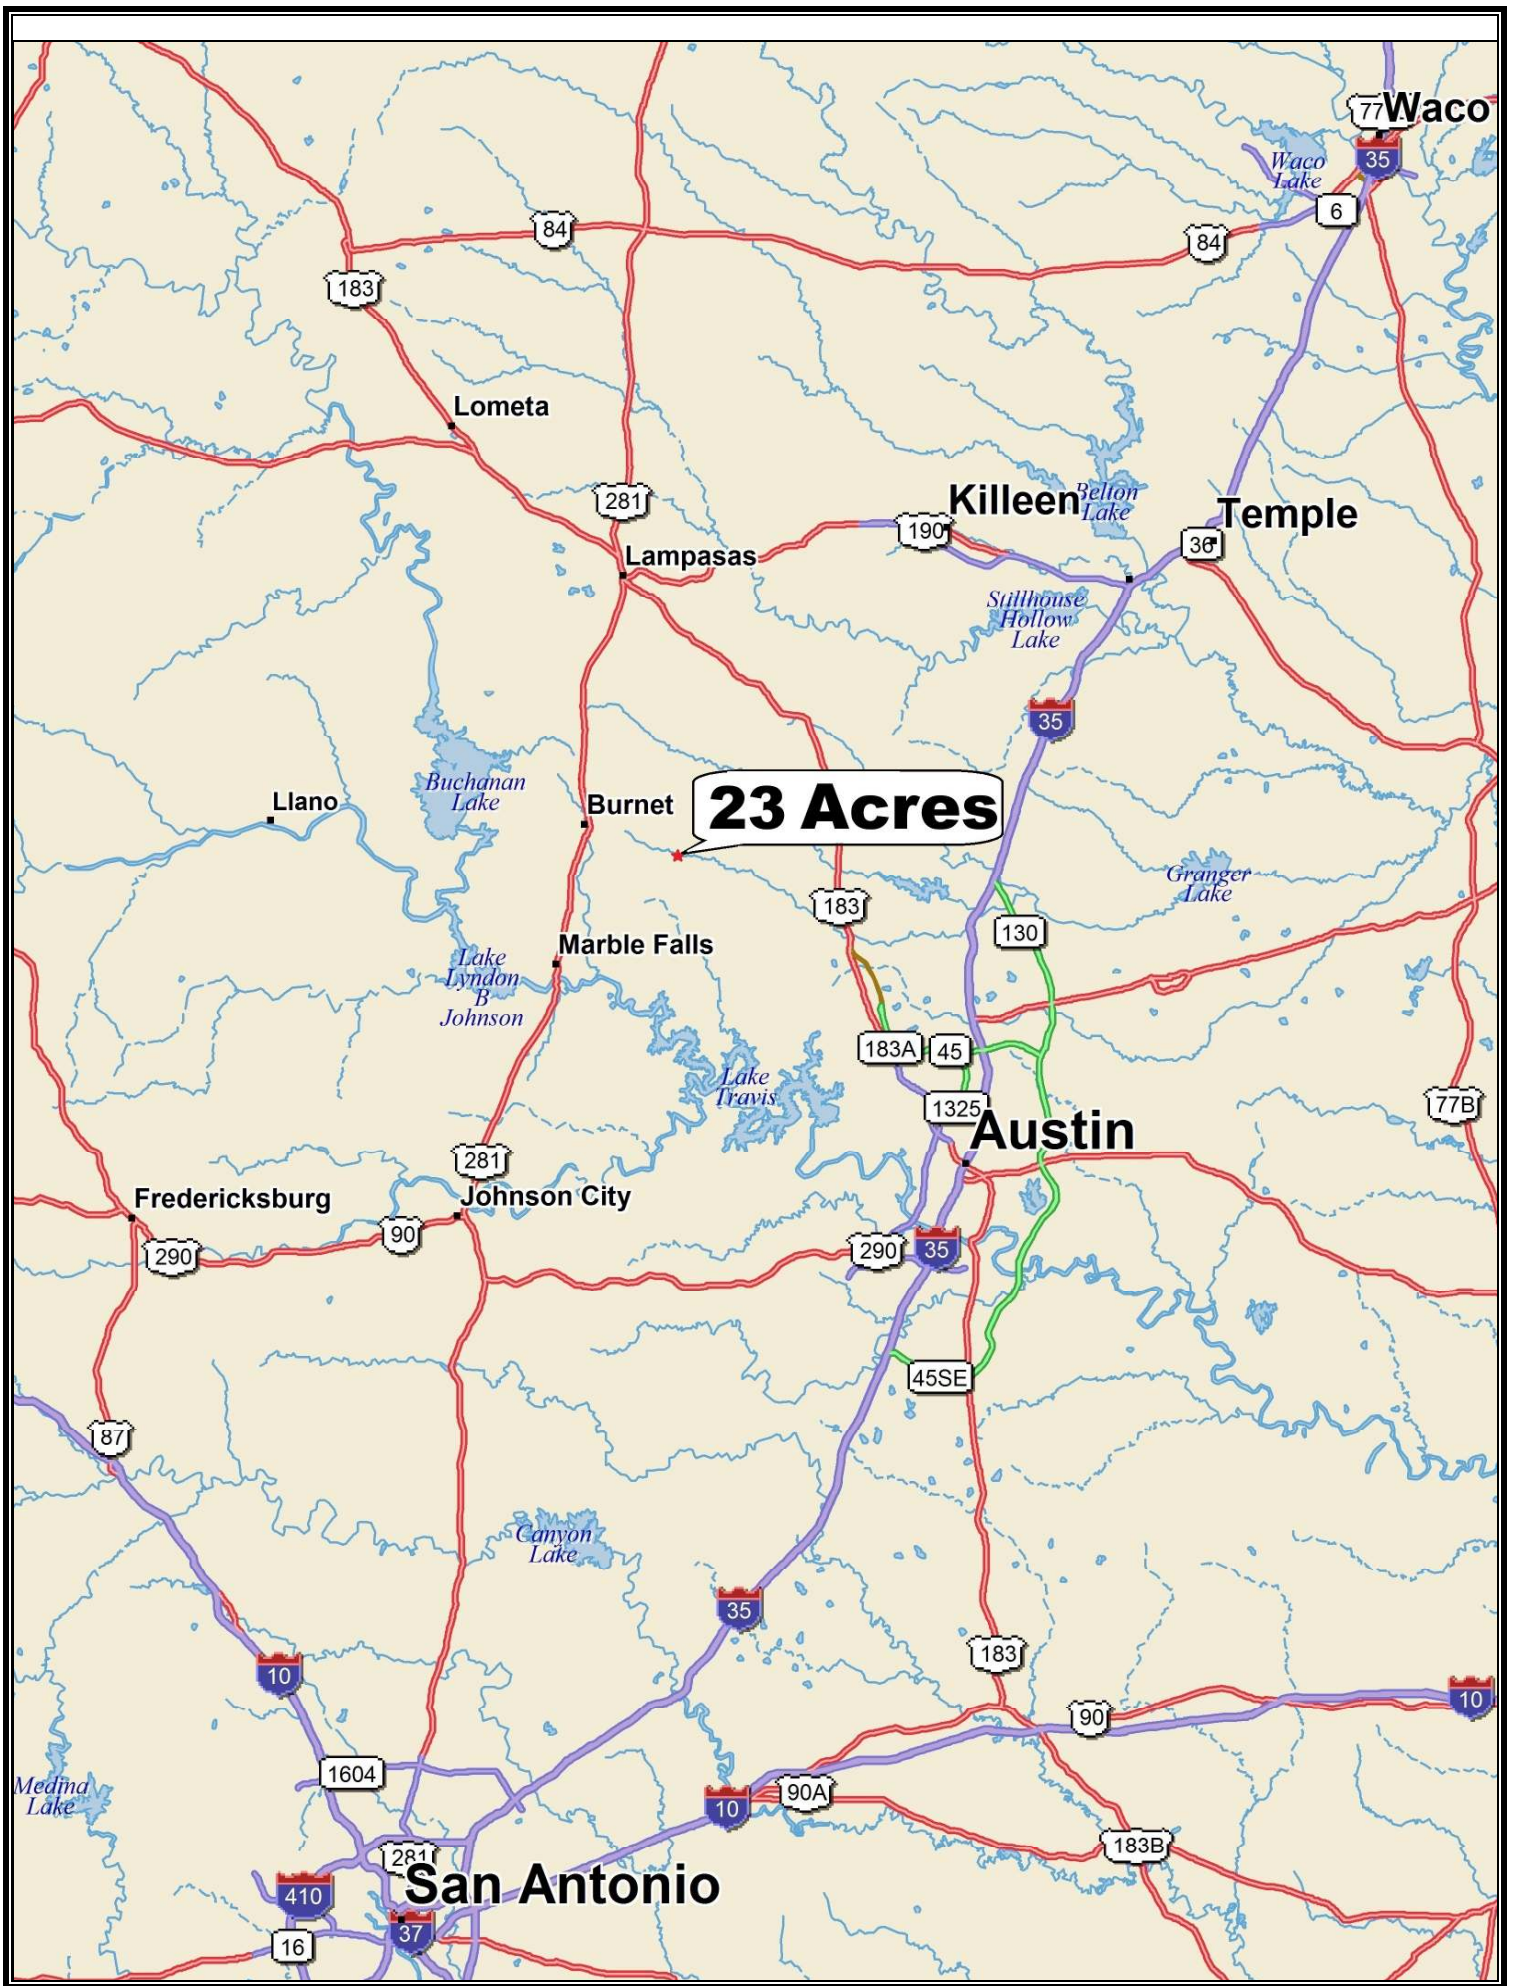 77
Waco
35
Waco
Lake
6
84
84
183
Lometa
281
Killeen
Belton
Lake
Temple
190
36
Lampasas
Stillhouse
Hollow
Lake
35
Buchanan
Lake
Llano
Burnet
23 Acres
Granger
Lake
183
130
Marble Falls
Lake
Lyndon
B
Johnson
183A
45
Lake
Travis
1325
77B
Austin
281
Fredericksburg
Johnson City
90
290
290
35
45SE
87
Canyon
Lake
35
183
10
10
90
1604
Medina
Lake
10
90A
183B
281
San Antonio
410
37
16